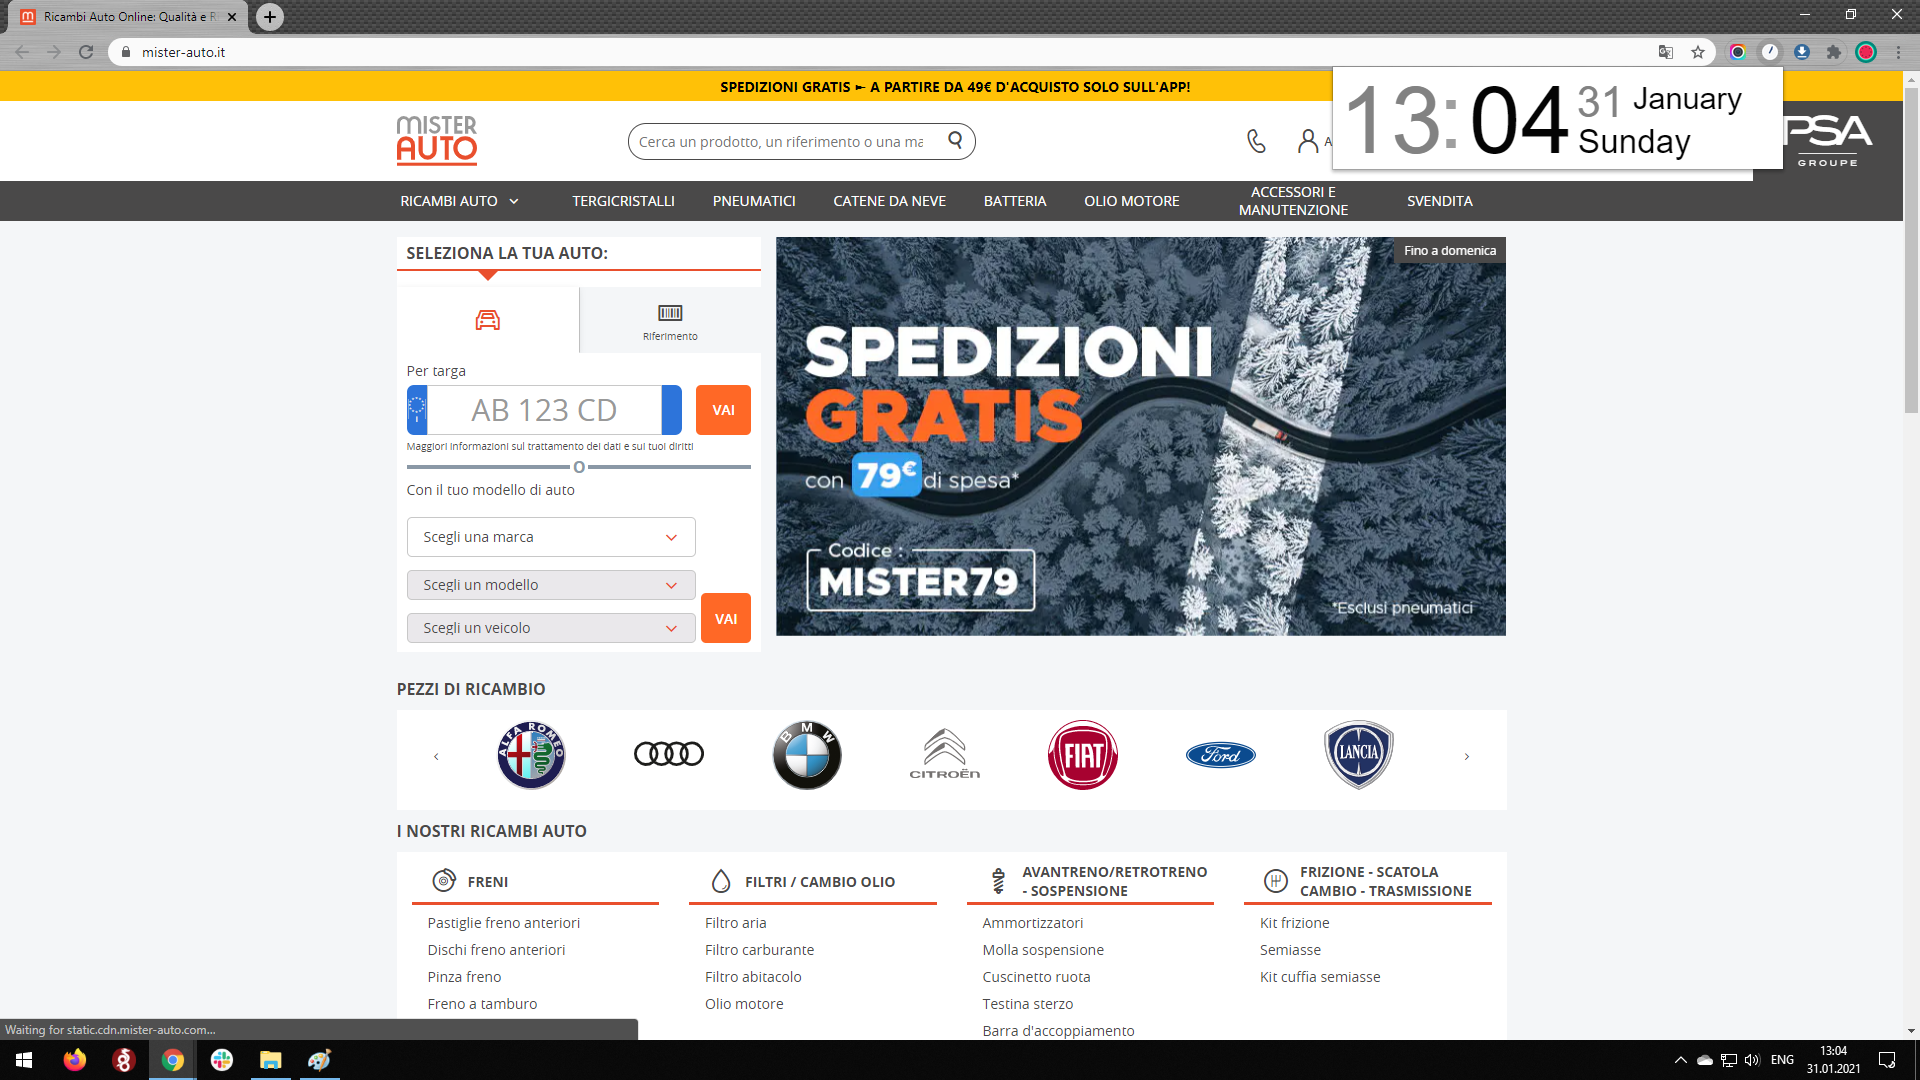 Ricambi Auto Online: Qualità e R
mister-auto.it
SPEDIZIONI GRATIS ➸ A PARTIRE DA 49€ D'ACQUISTO SOLO SULL'APP!
13:04 31 January
Sunday
MISTER
AUTO
Cerca un prodotto, un riferimento o una ma
A
PSA
GROUPE
RICAMBI AUTO
TERGICRISTALLI
PNEUMATICI
CATENE DA NEVE
BATTERIA
OLIO MOTORE
ACCESSORI E
MANUTENZIONE
SVENDITA
SELEZIONA LA TUA AUTO:
Riferimento
Per targa
I
AB 123 CD
VAI
Maggiori informazioni sul trattamento dei dati e sui tuoi diritti
O
Con il tuo modello di auto
Scegli una marca
Scegli un modello
Scegli un veicolo
VAI
Fino a domenica
SPEDIZIONI
GRATIS
con 79€ di spesa*
Codice :
MISTER79
*Esclusi pneumatici
PEZZI DI RICAMBIO
ALFA ROMEO
BMW
CITROËN
FIAT
Ford
LANCIA
I NOSTRI RICAMBI AUTO
FRENI
Pastiglie freno anteriori
Dischi freno anteriori
Pinza freno
Freno a tamburo
FILTRI / CAMBIO OLIO
Filtro aria
Filtro carburante
Filtro abitacolo
Olio motore
AVANTRENO/RETROTRENO
- SOSPENSIONE
Ammortizzatori
Molla sospensione
Cuscinetto ruota
Testina sterzo
Barra d'accoppiamento
FRIZIONE - SCATOLA
CAMBIO - TRASMISSIONE
Kit frizione
Semiasse
Kit cuffia semiasse
Waiting for static.cdn.mister-auto.com...
ENG
13:04
31.01.2021